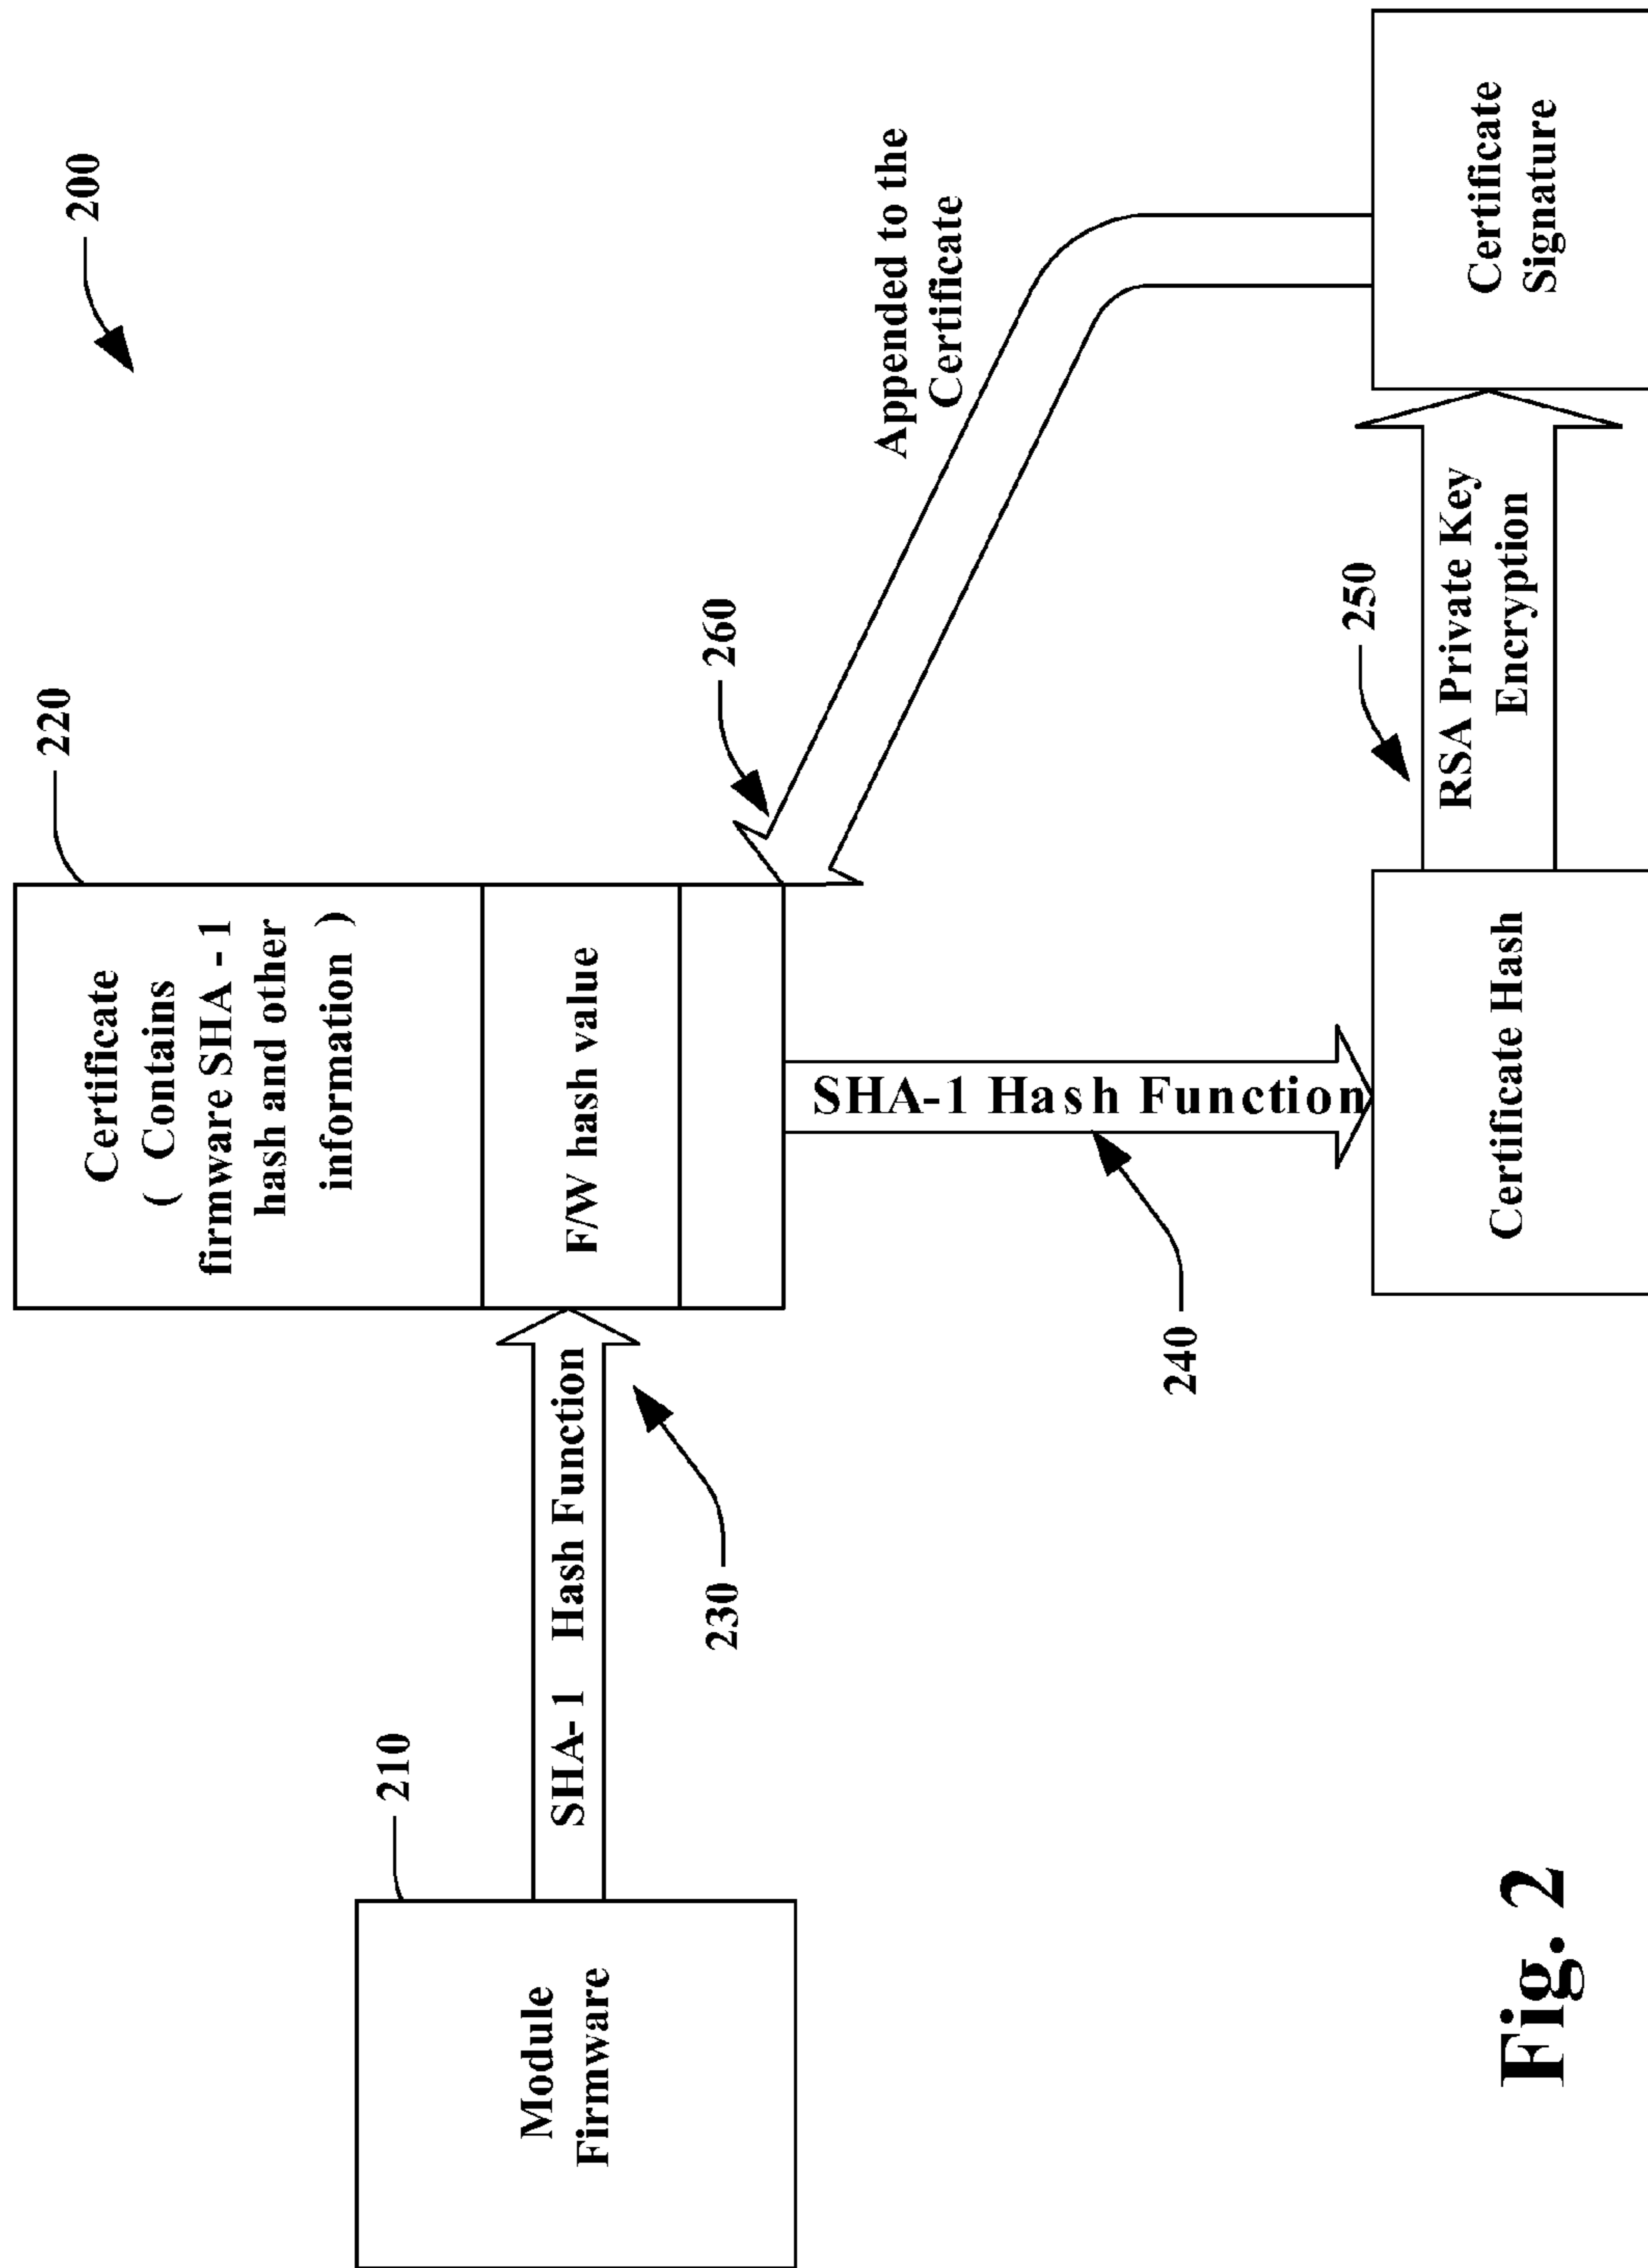 200
220
Certificate
( Contains
firmware SHA - 1
hash and other
information )
F/W hash value
210
Module
Firmware
SHA-1 Hash Function
230
260
Appended to the
Certificate
SHA-1 Hash Function
240
250
RSA Private Key
Encryption
Certificate Hash
Certificate
Signature
Fig. 2